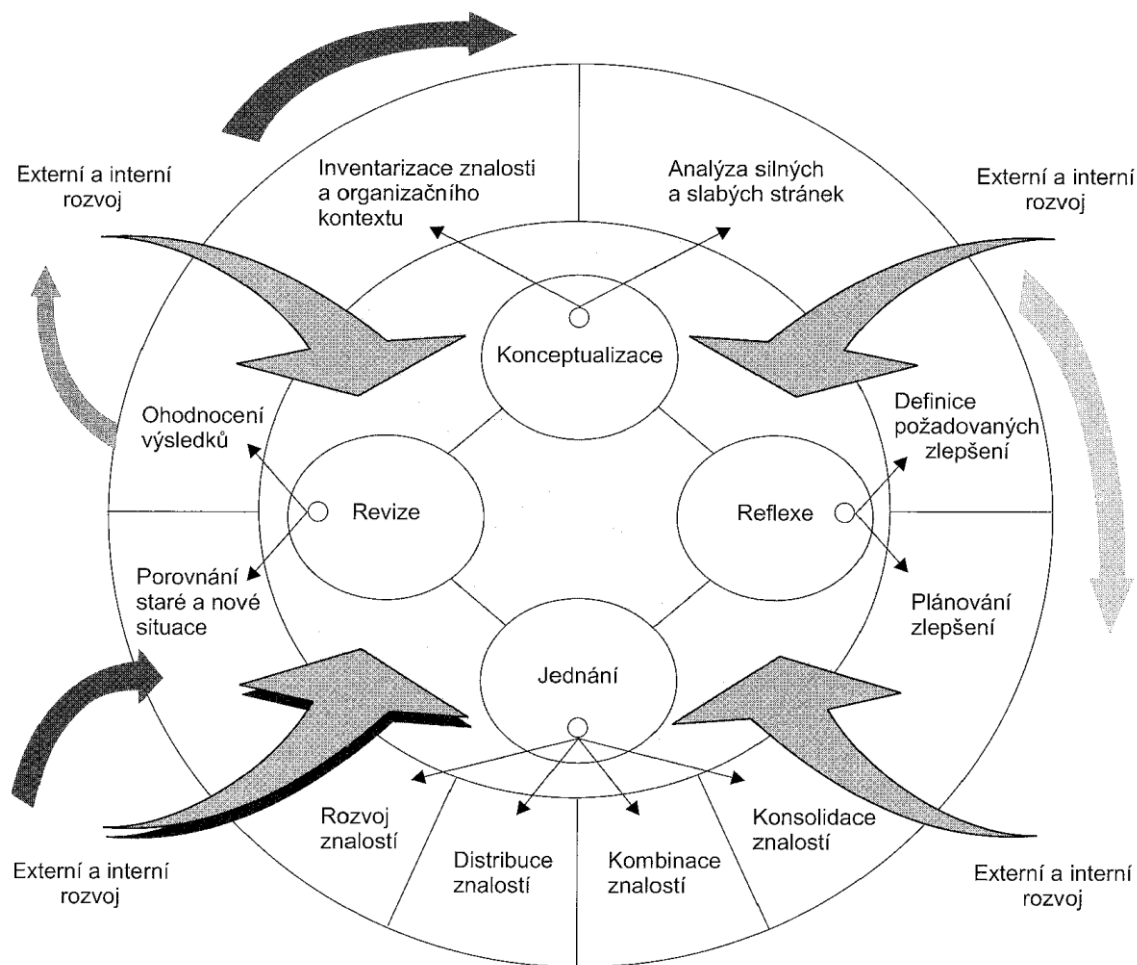 Externí a interní
rozvoj
Inventarizace znalosti
a organizačního
kontextu
Analýza silných
a slabých stránek
Externí a interní
rozvoj
Konceptualizace
Ohodnocení
výsledků
Definice
požadovaných
zlepšení
Revize
Reflexe
Porovnání
staré a nové
situace
Plánování
zlepšení
Jednání
Rozvoj
znalostí
Distribuce
znalostí
Kombinace
znalostí
Konsolidace
znalostí
Externí a interní
rozvoj
Externí a interní
rozvoj